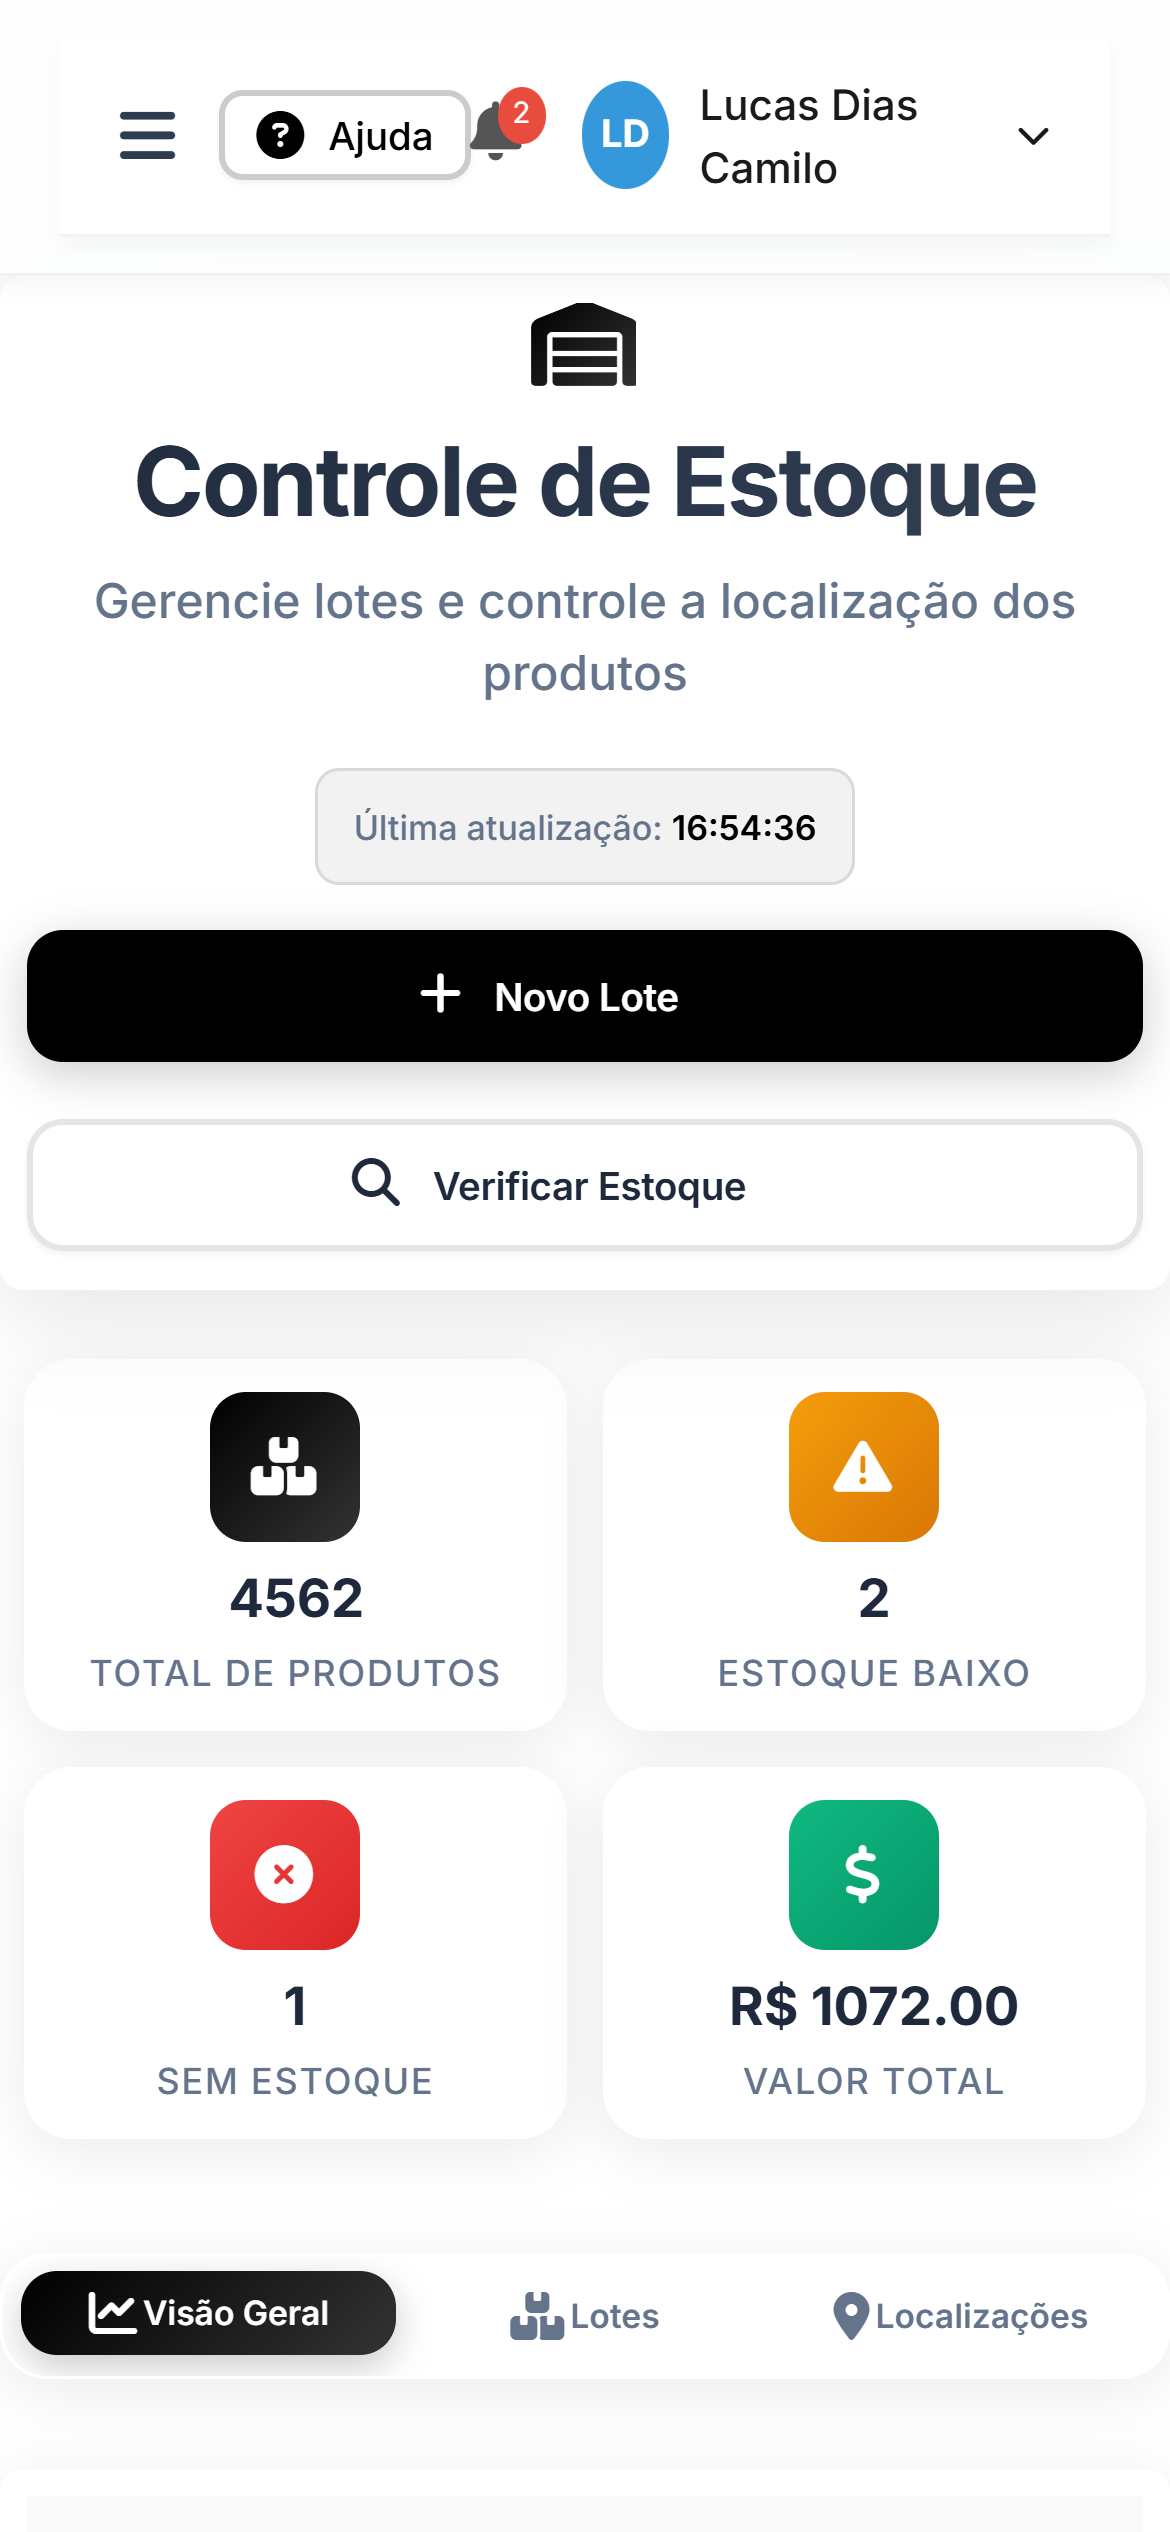 Ajuda
2
LD
Lucas Dias
Camilo
Controle de Estoque
Gerencie lotes e controle a localização dos
produtos
Última atualização: 16:54:36
Novo Lote
Verificar Estoque
4562
TOTAL DE PRODUTOS
2
ESTOQUE BAIXO
1
SEM ESTOQUE
R$ 1072.00
VALOR TOTAL
Visão Geral
Lotes
Localizações